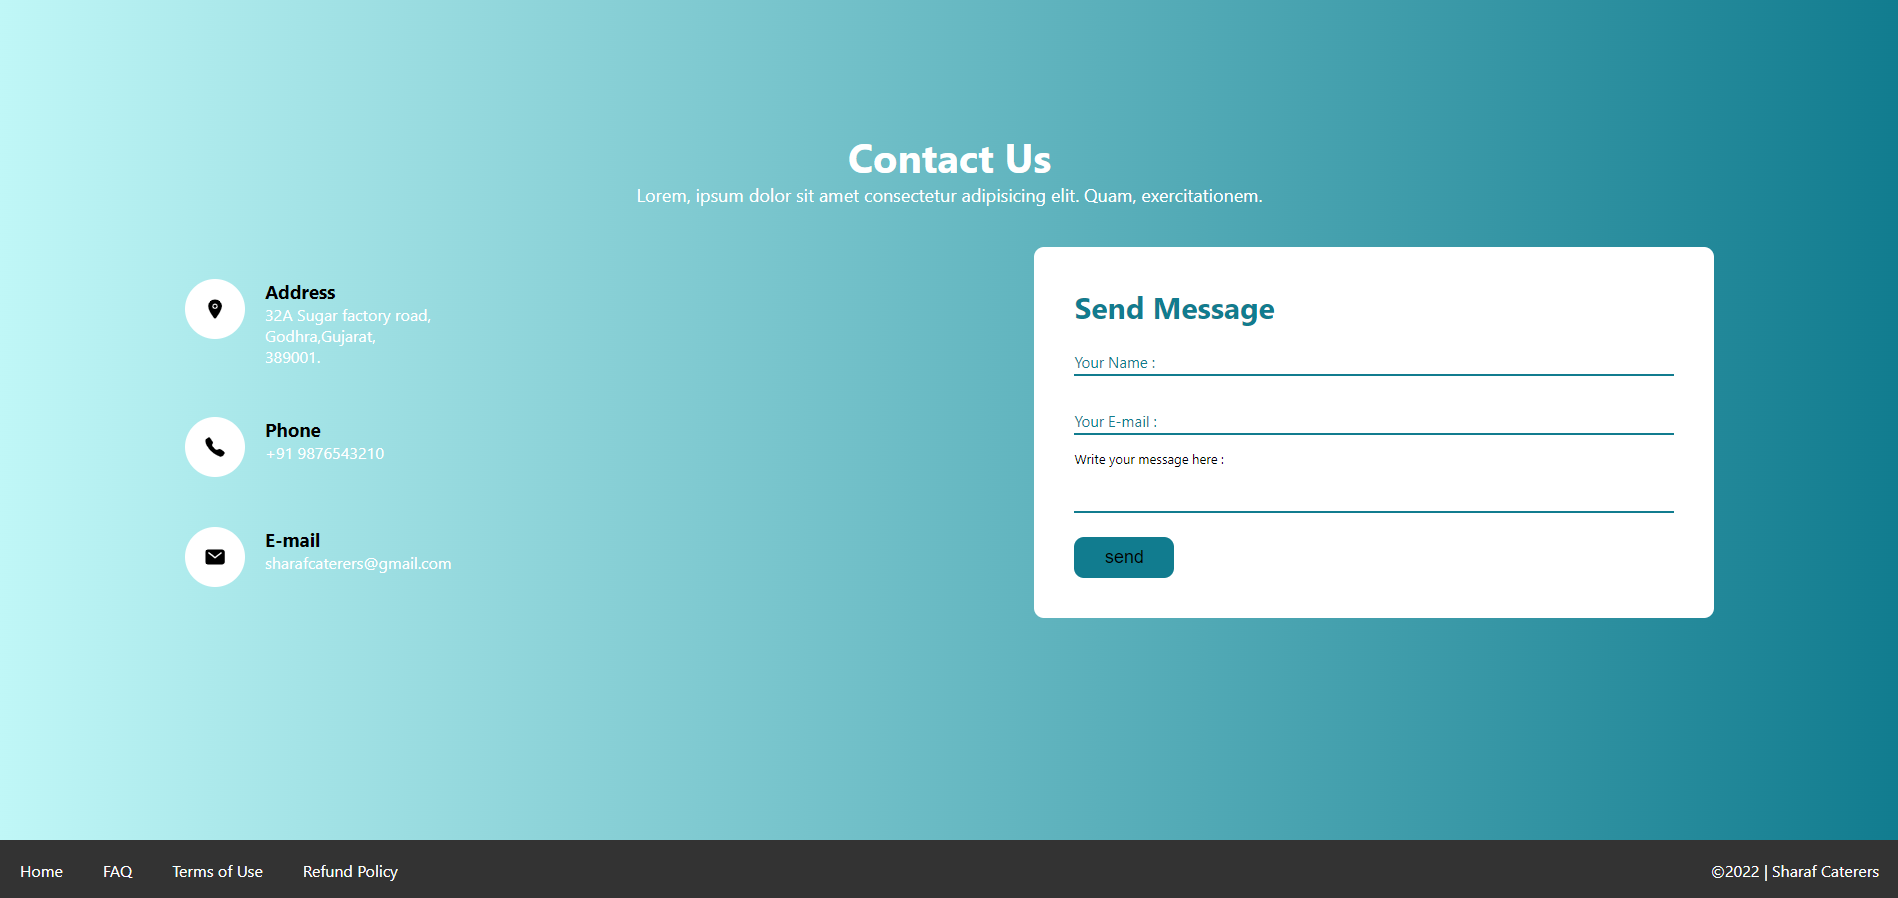 Contact Us
Lorem, ipsum dolor sit amet consectetur adipisicing elit. Quam, exercitationem.
Address
32A Sugar factory road,
Godhra,Gujarat,
389001.
Phone
+91 9876543210
E-mail
sharafcaterers@gmail.com
Send Message
Your Name :
Your E-mail :
Write your message here :
send
Home
FAQ
Terms of Use
Refund Policy
©2022 | Sharaf Caterers